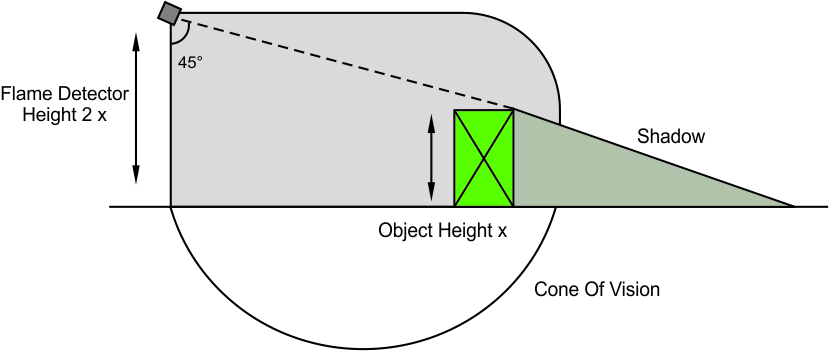 45°
Flame Detector
Height 2 x
Shadow
Object Height x
Cone Of Vision